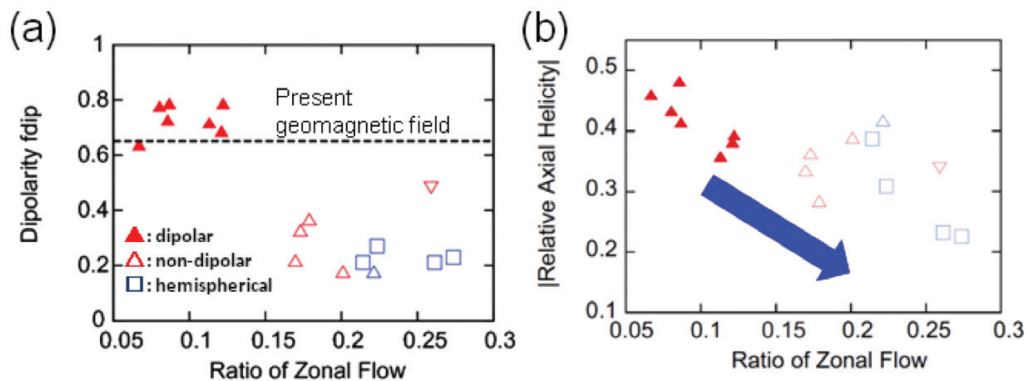 (a)
1
0.8
0.6
0.4
0.2
0
Dipolarity fdip
Present
geomagnetic field
: dipolar
: non-dipolar
: hemispherical
0.05 0.1 0.15 0.2 0.25 0.3
Ratio of Zonal Flow
(b)
0.5
0.4
0.3
0.2
0.1
|Relative Axial Helicity|
0.05 0.1 0.15 0.2 0.25 0.3
Ratio of Zonal Flow